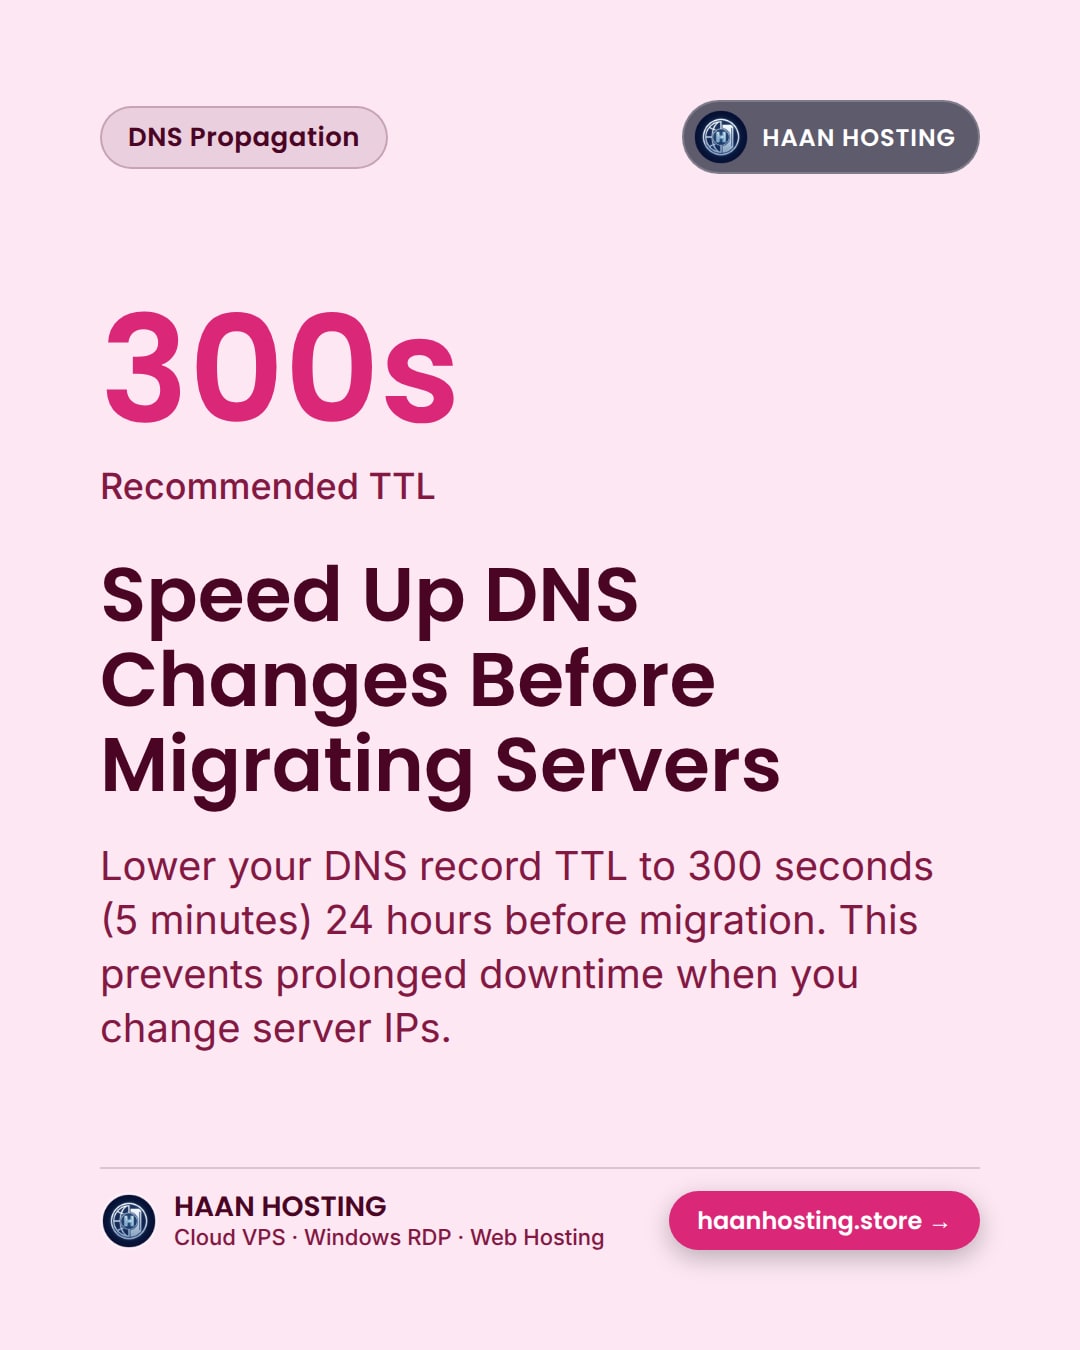 DNS Propagation
HAAN HOSTING
300s
Recommended TTL
Speed Up DNS
Changes Before
Migrating Servers
Lower your DNS record TTL to 300 seconds
(5 minutes) 24 hours before migration. This
prevents prolonged downtime when you
change server IPs.
HAAN HOSTING
Cloud VPS · Windows RDP · Web Hosting
haanhosting.store →